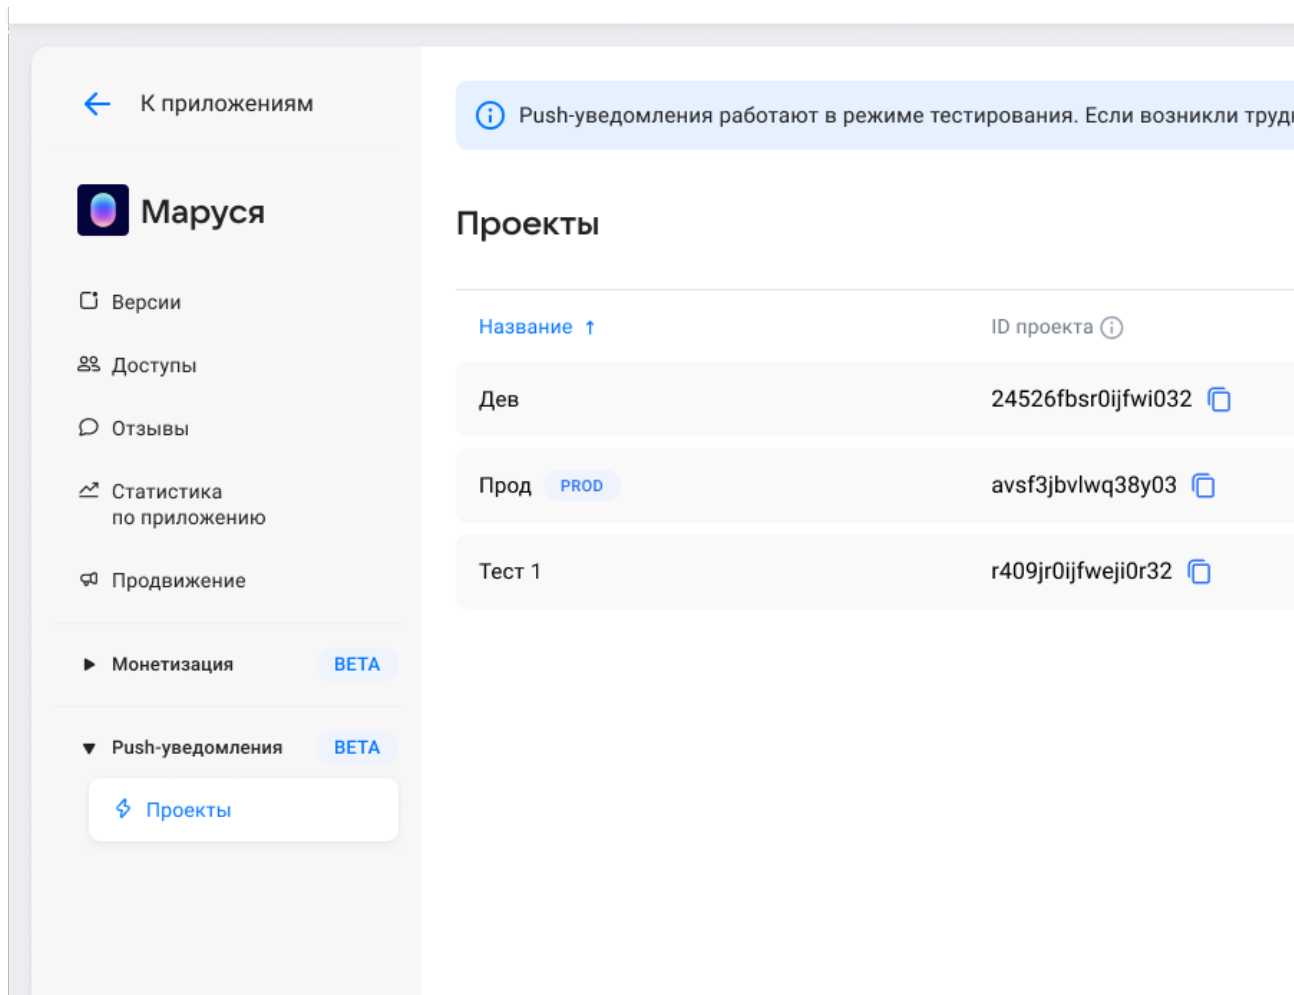 К приложениям
Маруся
Версии
Доступы
Отзывы
Статистика
по приложению
Продвижение
Монетизация BETA
Push-уведомления BETA
Проекты
Push-уведомления работают в режиме тестирования. Если возникли
Проекты
Название ↑ ID проекта
Дев 24526fbsr0ijfwi032
Прод PROD avsf3jbvlwq38y03
Тест 1 r409jr0ijfweji0r32